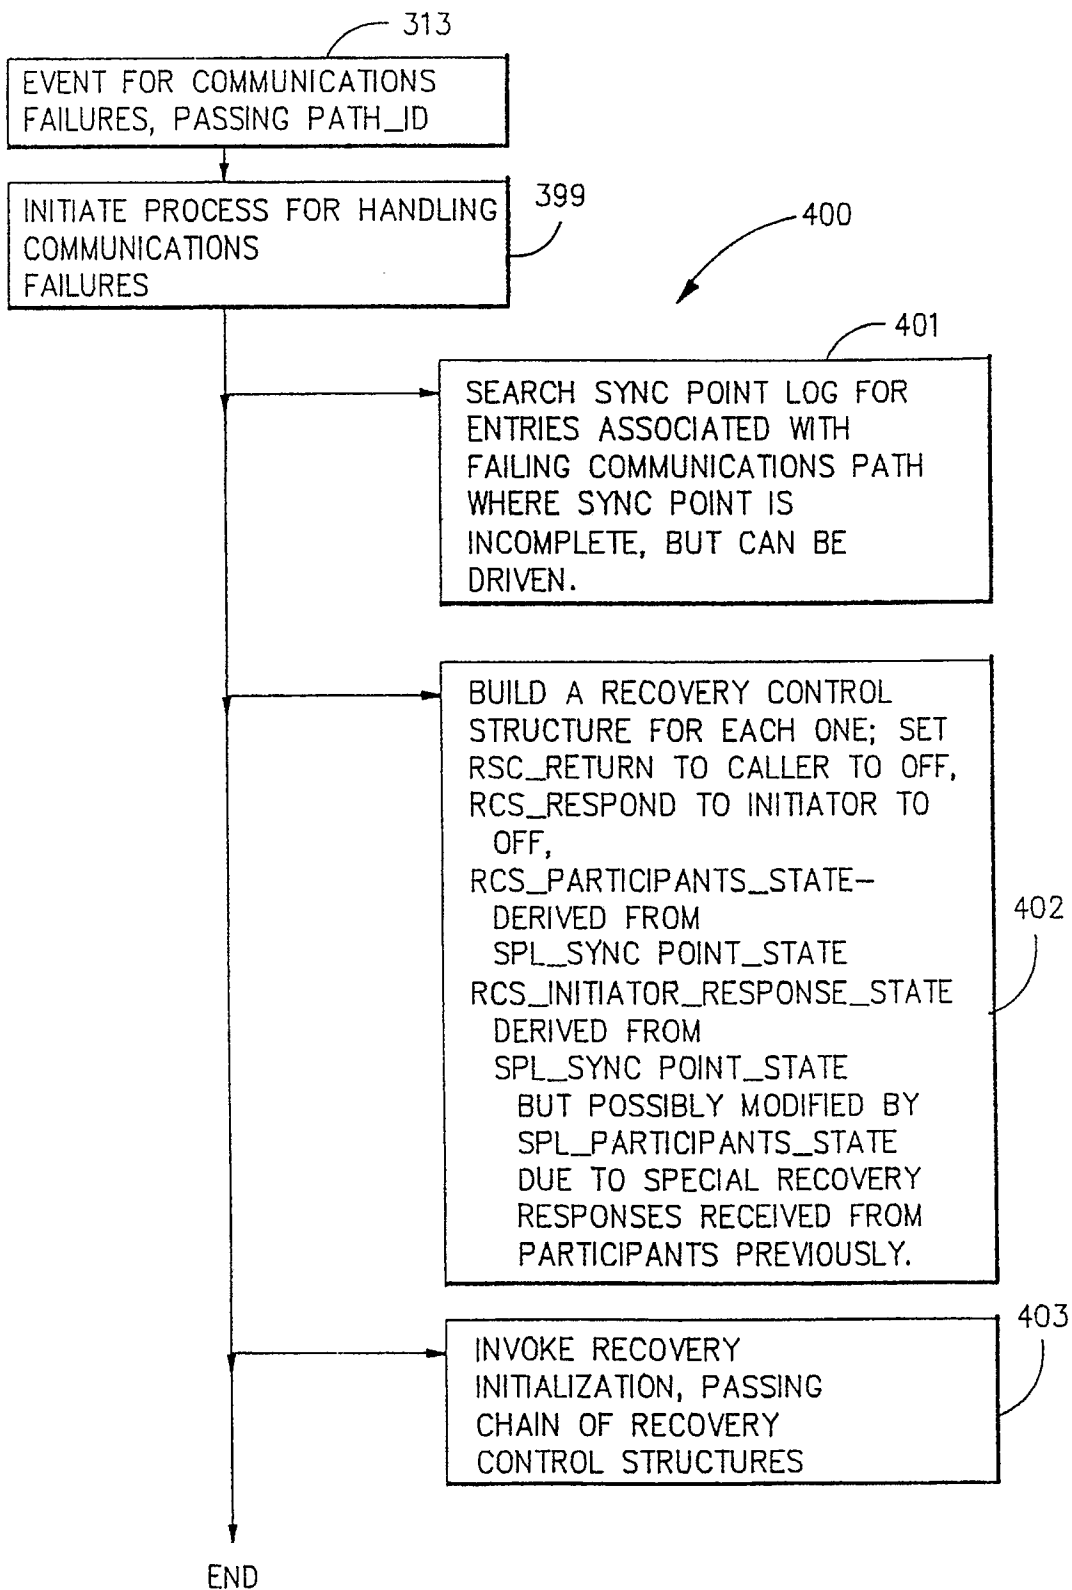 313
EVENT FOR COMMUNICATIONS
FAILURES, PASSING PATH_ID
INITIATE PROCESS FOR HANDLING
COMMUNICATIONS
FAILURES
399
400
401
SEARCH SYNC POINT LOG FOR
ENTRIES ASSOCIATED WITH
FAILING COMMUNICATIONS PATH
WHERE SYNC POINT IS
INCOMPLETE, BUT CAN BE
DRIVEN.
BUILD A RECOVERY CONTROL
STRUCTURE FOR EACH ONE; SET
RSC_RETURN TO CALLER TO OFF,
RCS_RESPOND TO INITIATOR TO
OFF,
RCS_PARTICIPANTS_STATE-
DERIVED FROM
SPL_SYNC POINT_STATE
RCS_INITIATOR_RESPONSE_STATE
DERIVED FROM
SPL_SYNC POINT_STATE
BUT POSSIBLY MODIFIED BY
SPL_PARTICIPANTS_STATE
DUE TO SPECIAL RECOVERY
RESPONSES RECEIVED FROM
PARTICIPANTS PREVIOUSLY.
402
403
INVOKE RECOVERY
INITIALIZATION, PASSING
CHAIN OF RECOVERY
CONTROL STRUCTURES
END